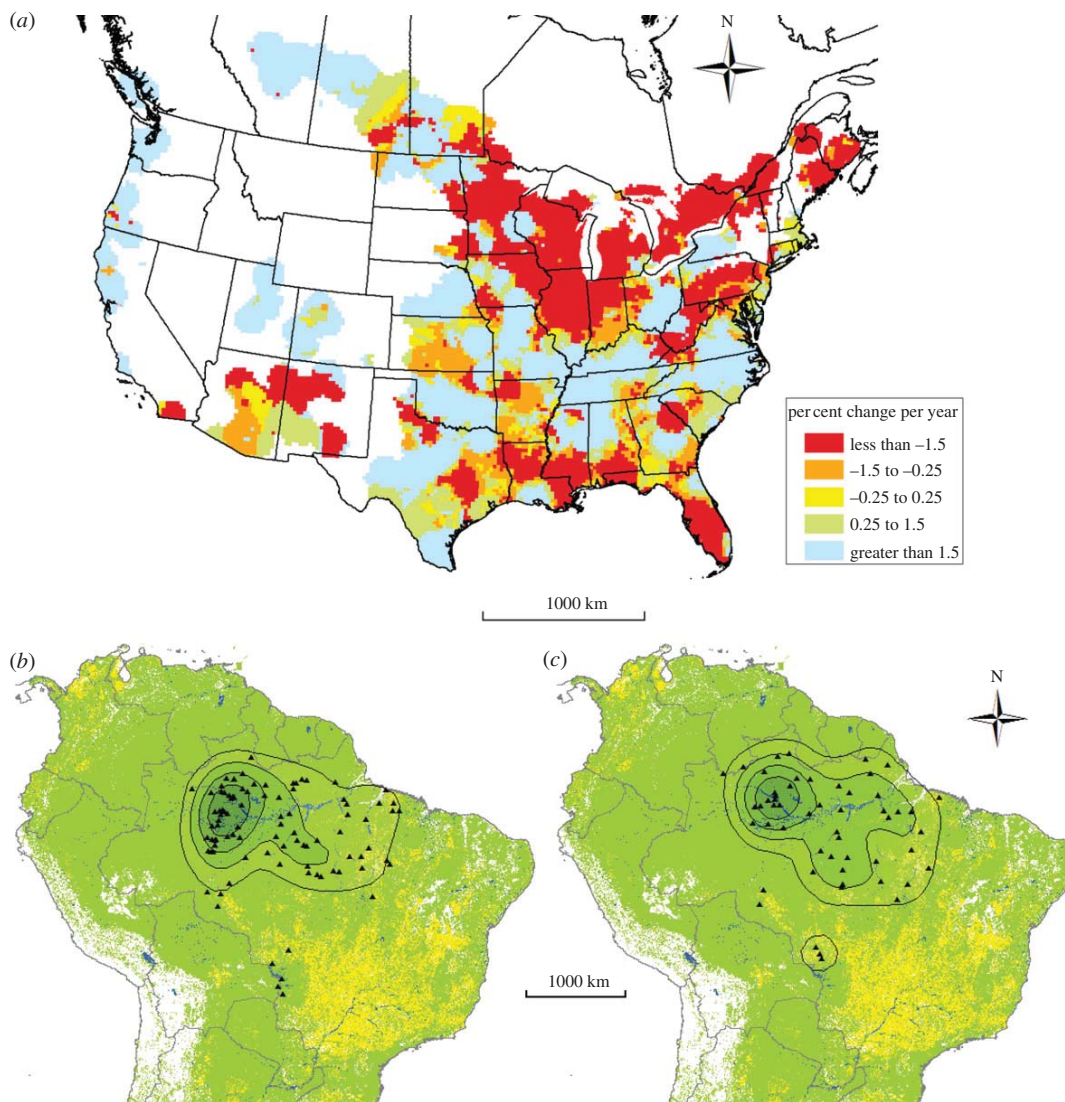 (a)
N
per cent change per year
less than –1.5
–1.5 to –0.25
–0.25 to 0.25
0.25 to 1.5
greater than 1.5
1000 km
(b)
(c)
N
1000 km